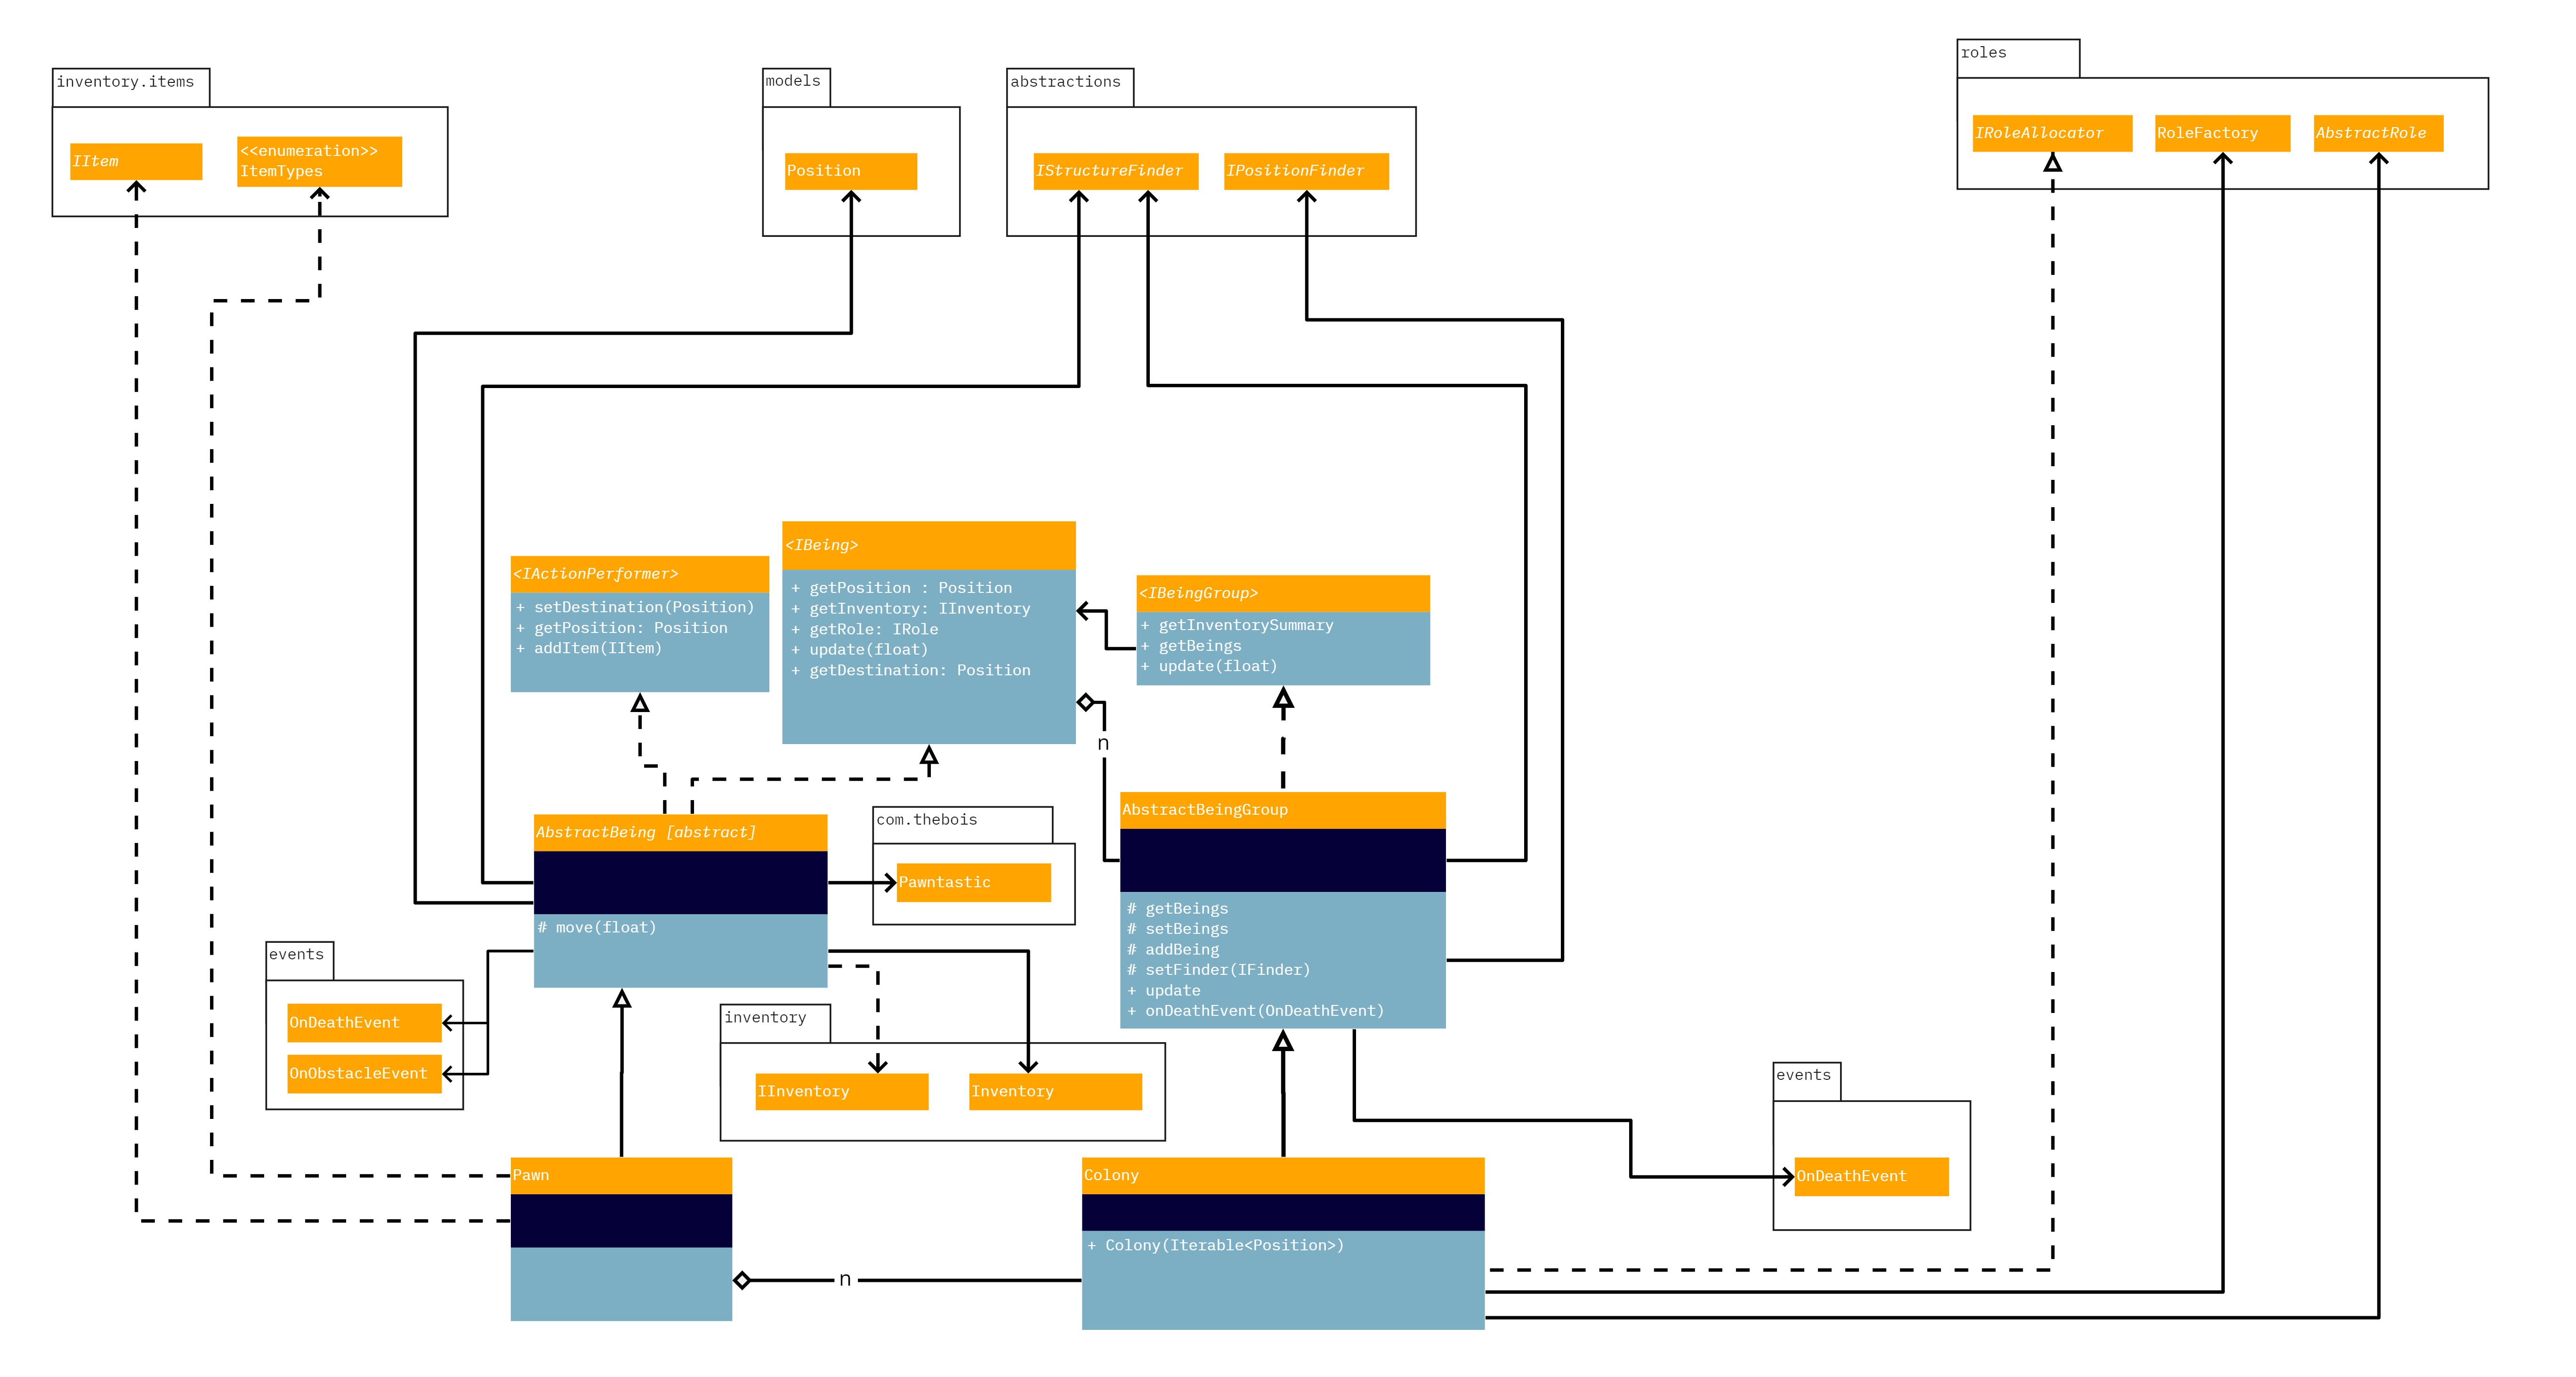 roles
inventory.items
models
abstractions
IRoleAllocator
RoleFactory
AbstractRole
IItem
<<enumeration>>
ItemTypes
Position
IStructureFinder
IPositionFinder
<IActionPerformer>
+ setDestination(Position)
+ getPosition: Position
+ addItem(IItem)
<IBeing>
+ getPosition : Position
+ getInventory: IInventory
+ getRole: IRole
+ update(float)
+ getDestination: Position
<IBeingGroup>
+ getInventorySummary
+ getBeings
+ update(float)
n
AbstractBeing [abstract]
# move(float)
com.thebois
Pawntastic
AbstractBeingGroup
# getBeings
# setBeings
# addBeing
# setFinder(IFinder)
+ update
+ onDeathEvent(OnDeathEvent)
events
OnDeathEvent
OnObstacleEvent
inventory
IInventory
Inventory
events
OnDeathEvent
Pawn
n
Colony
+ Colony(Iterable<Position>)